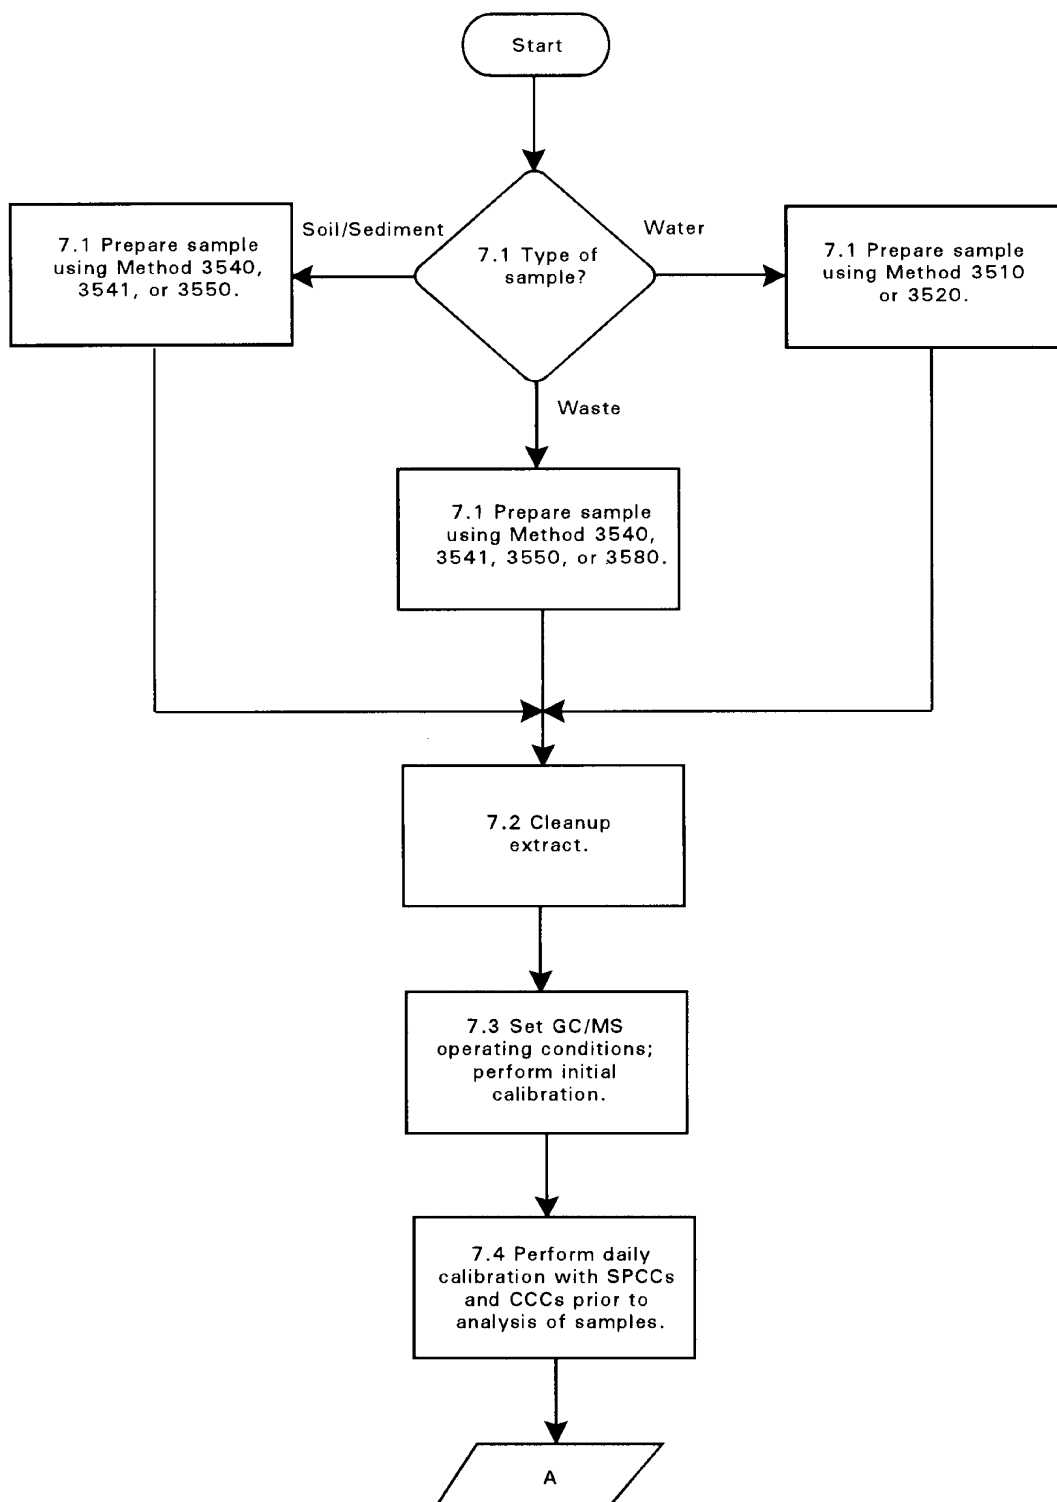 Start
Soil/Sediment
Water
7.1 Prepare sample
using Method 3540,
3541, or 3550.
7.1 Type of
sample?
7.1 Prepare sample
using Method 3510
or 3520.
Waste
7.1 Prepare sample
using Method 3540,
3541, 3550, or 3580.
7.2 Cleanup
extract.
7.3 Set GC/MS
operating conditions;
perform initial
calibration.
7.4 Perform daily
calibration with SPCCs
and CCCs prior to
analysis of samples.
A